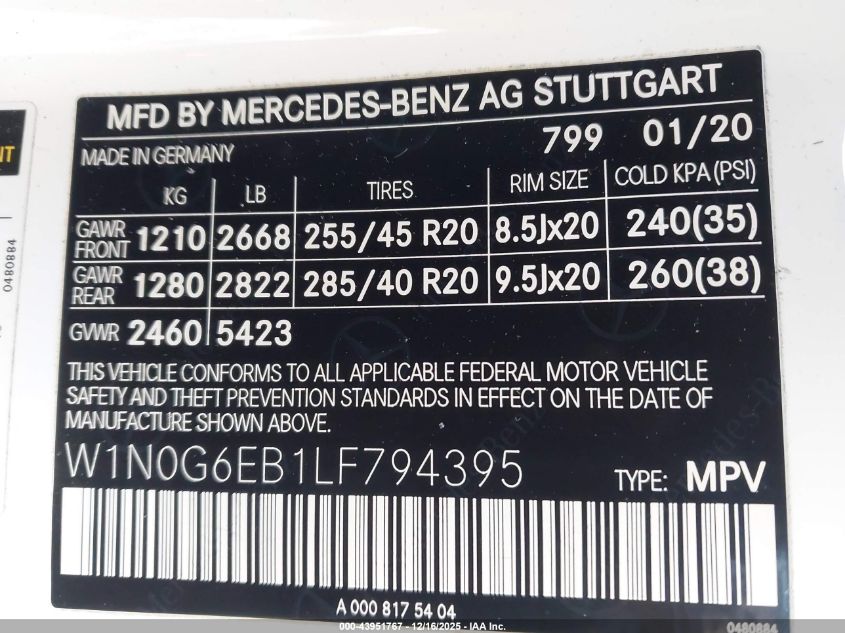 MFD BY MERCEDES-BENZ AG STUTTGART
MADE IN GERMANY 799 01/20
KG LB TIRES RIM SIZE COLD KPA (PSI)
GAWR FRONT 1210 2668 255/45 R20 8.5Jx20 240(35)
GAWR REAR 1280 2822 285/40 R20 9.5Jx20 260(38)
GVWR 2460 5423
THIS VEHICLE CONFORMS TO ALL APPLICABLE FEDERAL MOTOR VEHICLE
SAFETY AND THEFT PREVENTION STANDARDS IN EFFECT ON THE DATE OF
MANUFACTURE SHOWN ABOVE.
W1N0G6EB1LF794395 TYPE: MPV
A 000 817 54 04
0480884
0480884
000-43951767 - 12/16/2025 - IAA Inc.